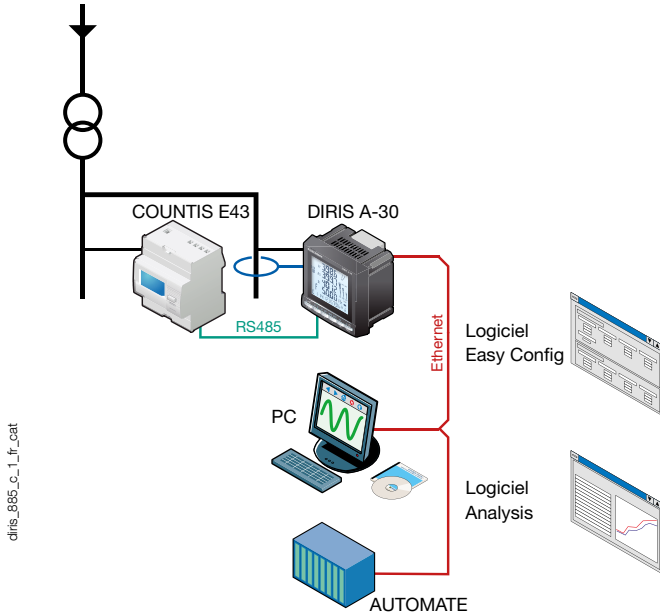 COUNTIS E43
DIRIS A-30
RS485
Ethernet
Logiciel
Easy Config
PC
Logiciel
Analysis
AUTOMATE
diris_885_c_1_fr_cat